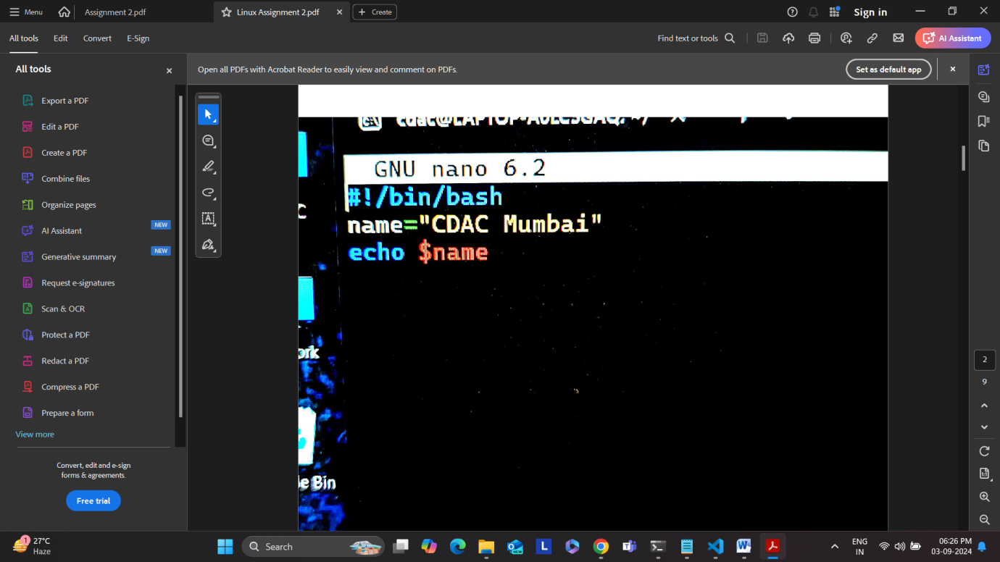 Menu
Assignment 2.pdf
Linux Assignment 2.pdf
Create
Sign in
All tools
Edit
Convert
E-Sign
Find text or tools
AI Assistant
All tools
Open all PDFs with Acrobat Reader to easily view and comment on PDFs.
Set as default app
Export a PDF
Edit a PDF
Create a PDF
Combine files
Organize pages
AI Assistant
NEW
Generative summary
NEW
Request e-signatures
Scan & OCR
Protect a PDF
Redact a PDF
Compress a PDF
Prepare a form
View more
Convert, edit and e-sign
forms & agreements.
Free trial
GNU nano 6.2
#!/bin/bash
name="CDAC Mumbai"
echo $name
Bin
2
9
1
27°C
Haze
Search
ENG
IN
06:26 PM
03-09-2024